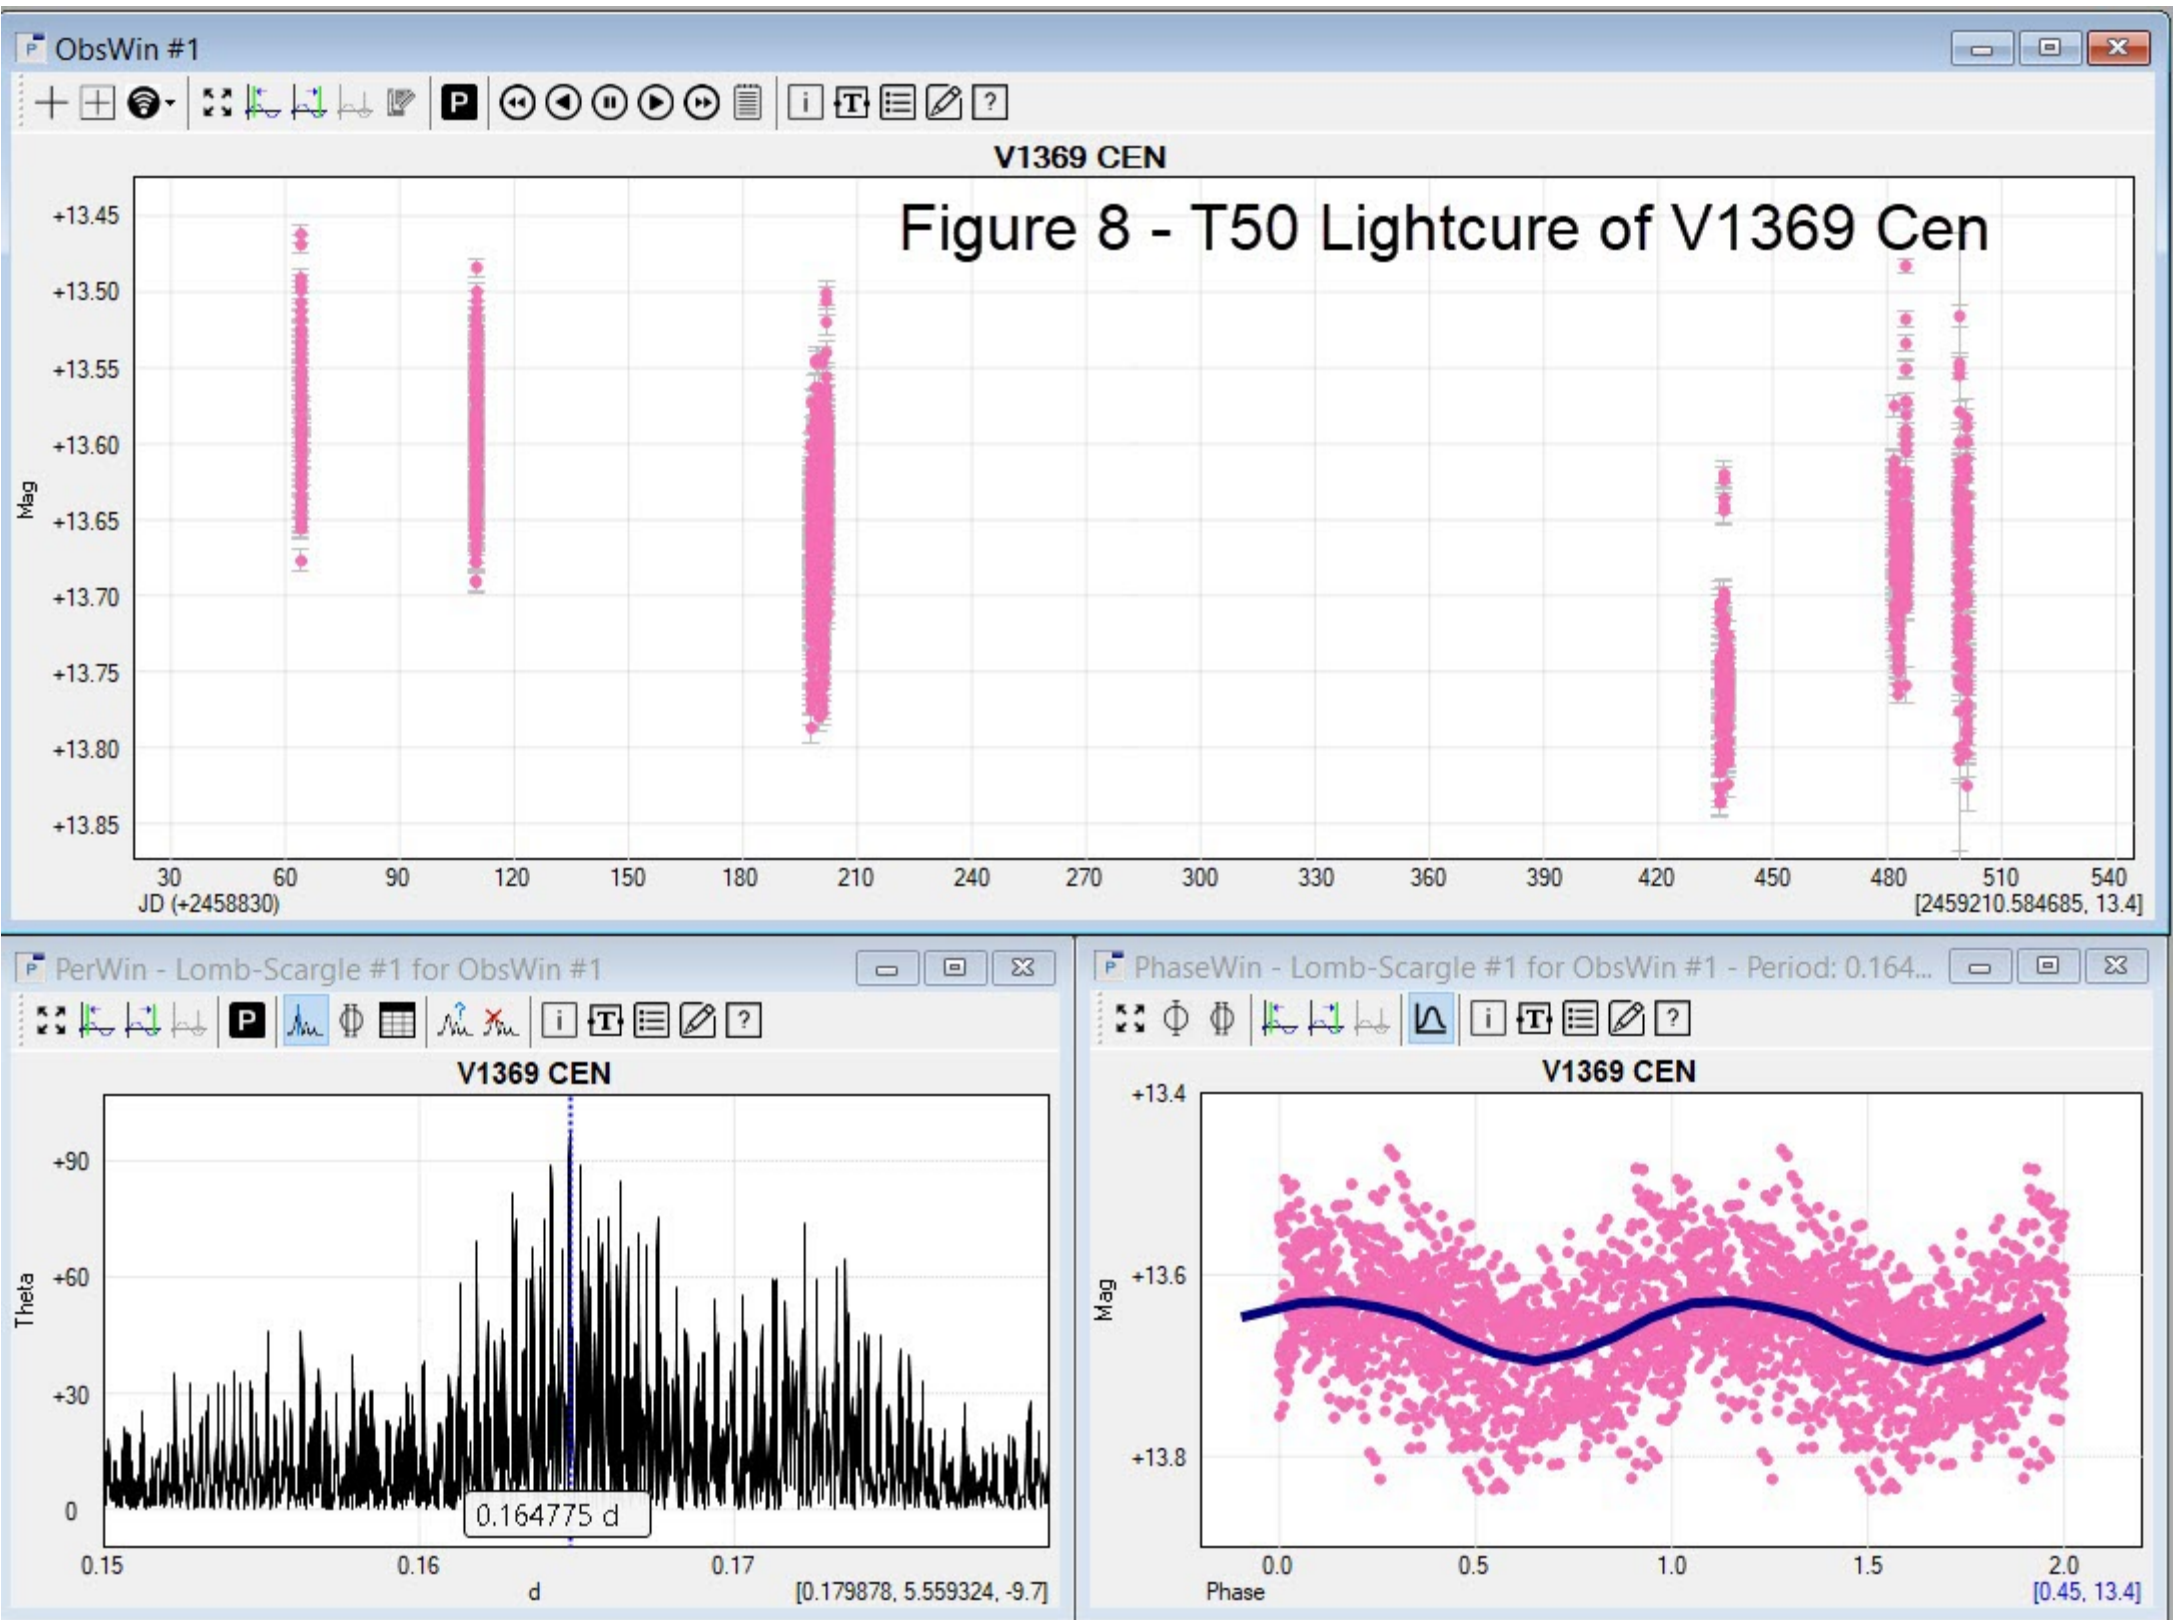 ObsWin #1
V1369 CEN
Figure 8 - T50 Lightcure of V1369 Cen
+13.45
+13.50
+13.55
+13.60
+13.65
+13.70
+13.75
+13.80
+13.85
Mag
30 60 90 120 150 180 210 240 270 300 330 360 390 420 450 480 510 540
JD (+2458830) [2459210.584685, 13.4]
PerWin - Lomb-Scargle #1 for ObsWin #1
V1369 CEN
+90
+60
+30
0
Theta
0.164775 d
0.15 0.16 0.17
d [0.179878, 5.559324, -9.7]
PhaseWin - Lomb-Scargle #1 for ObsWin #1 - Period: 0.164...
V1369 CEN
+13.4
+13.6
+13.8
Mag
0.0 0.5 1.0 1.5 2.0
Phase [0.45, 13.4]